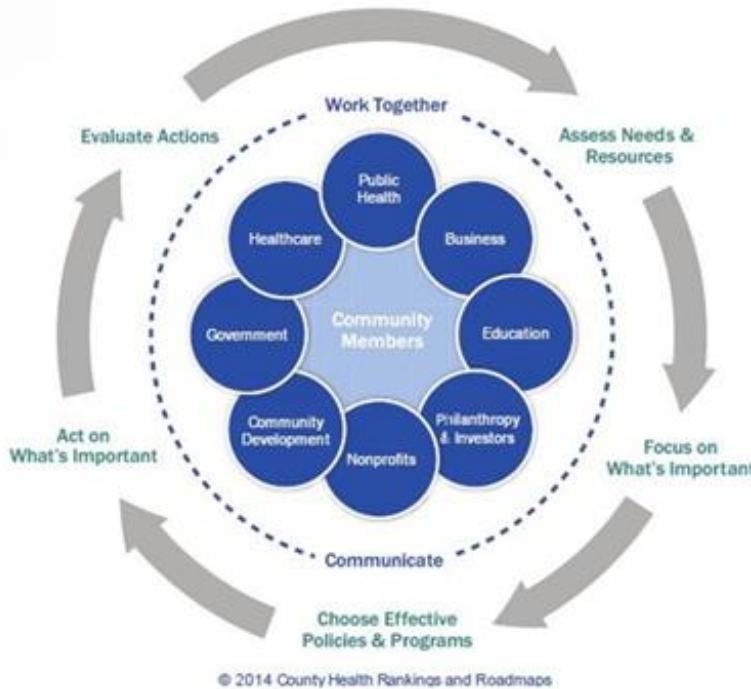 Work Together
Evaluate Actions
Assess Needs &
Resources
Public
Health
Healthcare
Business
Government
Community
Members
Education
Community
Development
Philanthropy
& Investors
Nonprofits
Act on
What's Important
Focus on
What's Important
Communicate
Choose Effective
Policies & Programs
© 2014 County Health Rankings and Roadmaps